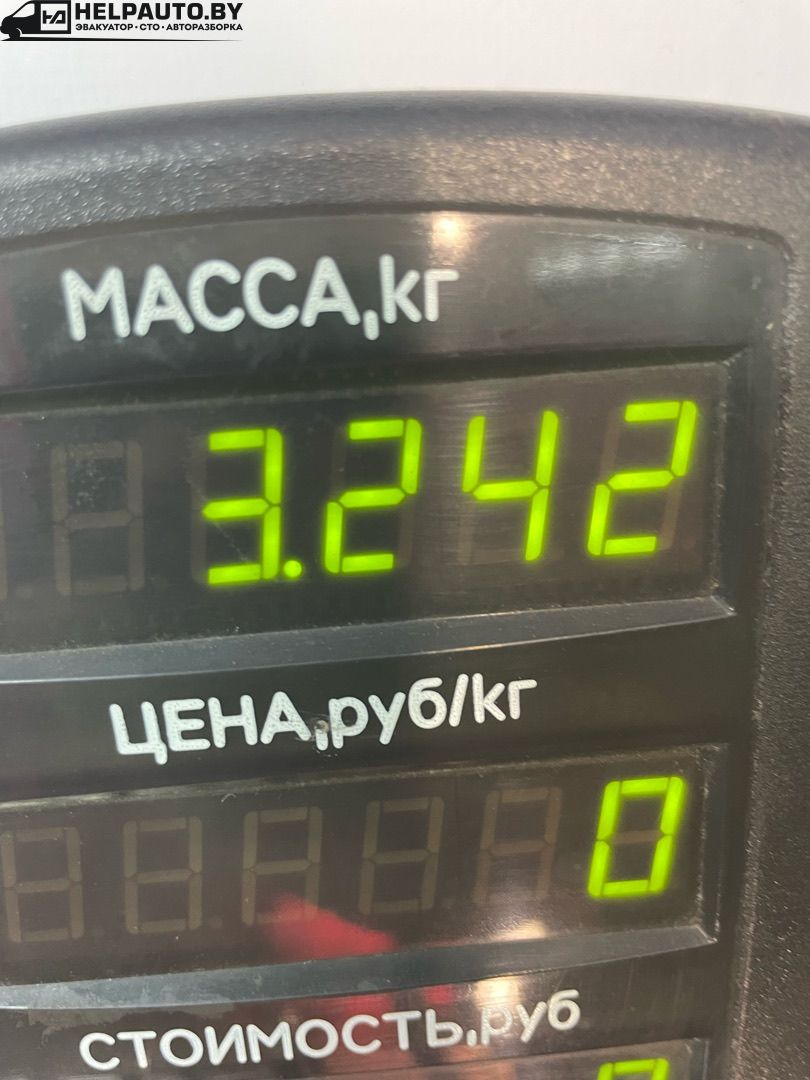 HELPAUTO.BY
ЭВАКУАТОР • СТО • АВТОРАЗБОРКА
МАССА,кг
3.242
ЦЕНА,руб/кг
0
СТОИМОСТЬ,руб